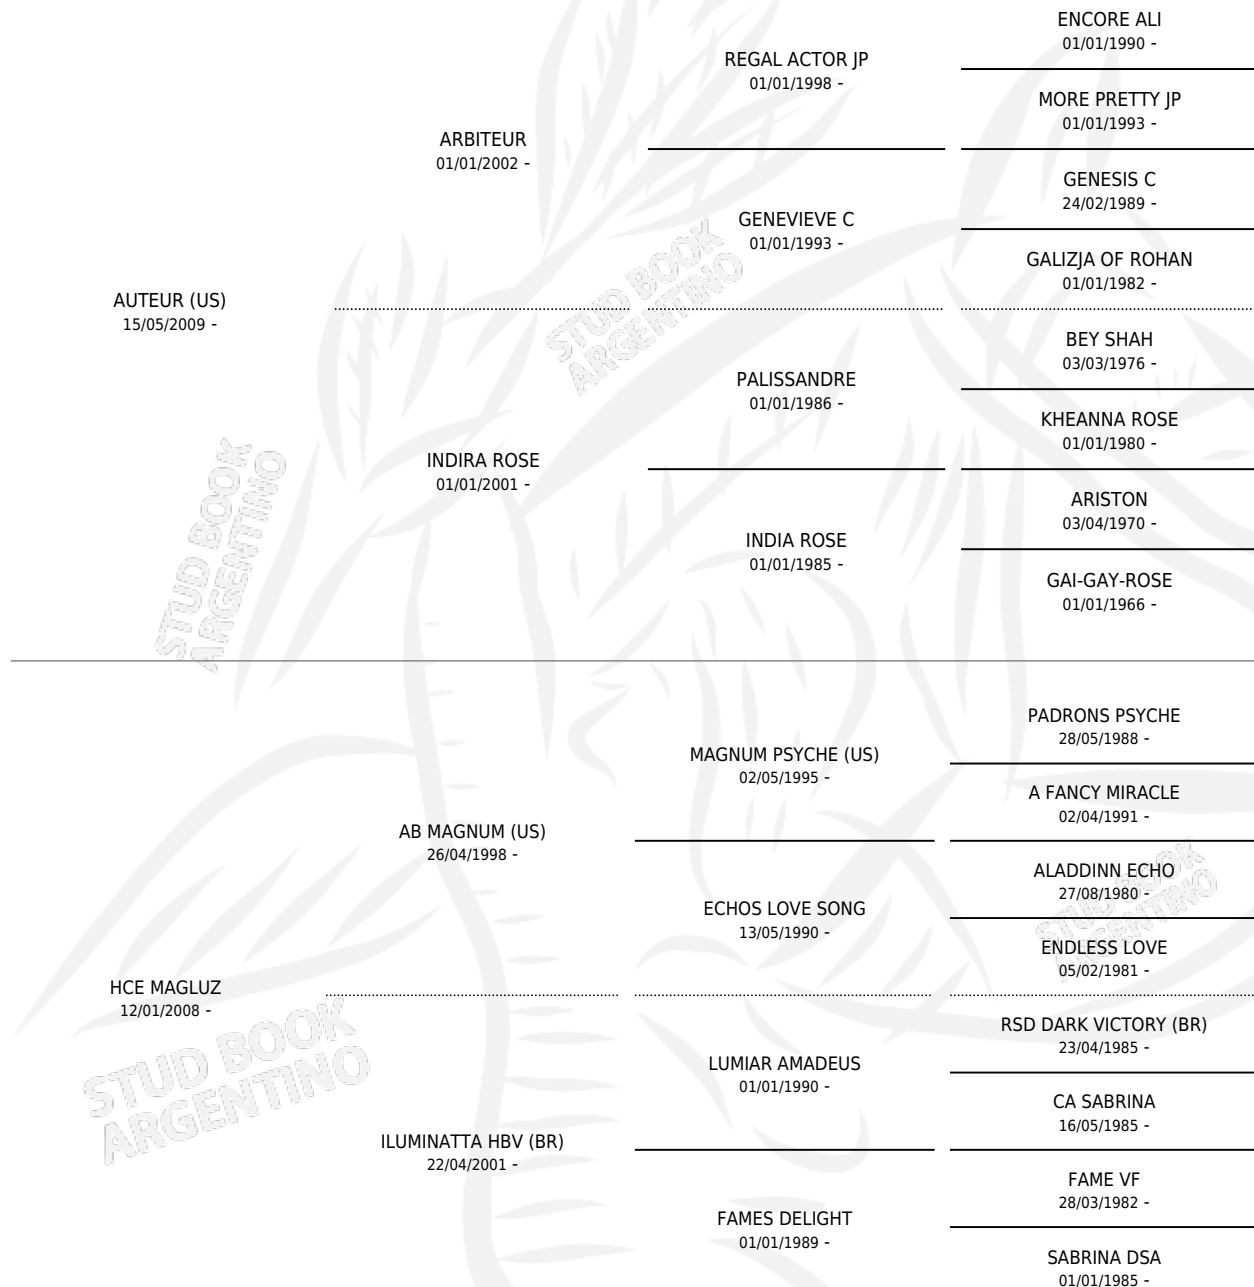 ENCORE ALI
01/01/1990 -
REGAL ACTOR JP
01/01/1998 -
MORE PRETTY JP
01/01/1993 -
ARBITEUR
01/01/2002 -
GENESIS C
24/02/1989 -
GENEVIEVE C
01/01/1993 -
GALIZJA OF ROHAN
01/01/1982 -
AUTEUR (US)
15/05/2009 -
BEY SHAH
03/03/1976 -
PALISSANDRE
01/01/1986 -
KHEANNA ROSE
01/01/1980 -
INDIRA ROSE
01/01/2001 -
ARISTON
03/04/1970 -
INDIA ROSE
01/01/1985 -
GAI-GAY-ROSE
01/01/1966 -
PADRONS PSYCHE
28/05/1988 -
MAGNUM PSYCHE (US)
02/05/1995 -
A FANCY MIRACLE
02/04/1991 -
AB MAGNUM (US)
26/04/1998 -
ALADDINN ECHO
27/08/1980 -
ECHOS LOVE SONG
13/05/1990 -
ENDLESS LOVE
05/02/1981 -
HCE MAGLUZ
12/01/2008 -
RSD DARK VICTORY (BR)
23/04/1985 -
LUMIAR AMADEUS
01/01/1990 -
CA SABRINA
16/05/1985 -
ILUMINATTA HBV (BR)
22/04/2001 -
FAME VF
28/03/1982 -
FAMES DELIGHT
01/01/1989 -
SABRINA DSA
01/01/1985 -
STUD BOOK
ARGENTINO
STUD BOOK
ARGENTINO
STUD BOOK
ARGENTINO
STUD BOOK
ARGENTINO